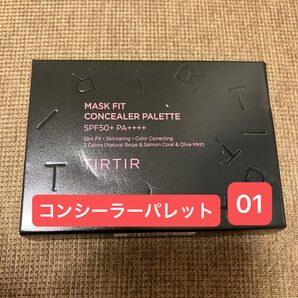 MASK FIT
CONCEALER PALETTE
SPF50+ PA++++
Slim Fit • Skincering • Color Correcting
3 Colors (Natural Beige & Salmon Coral & Olive Mint)
TIRTIR
コンシーラーパレット
01